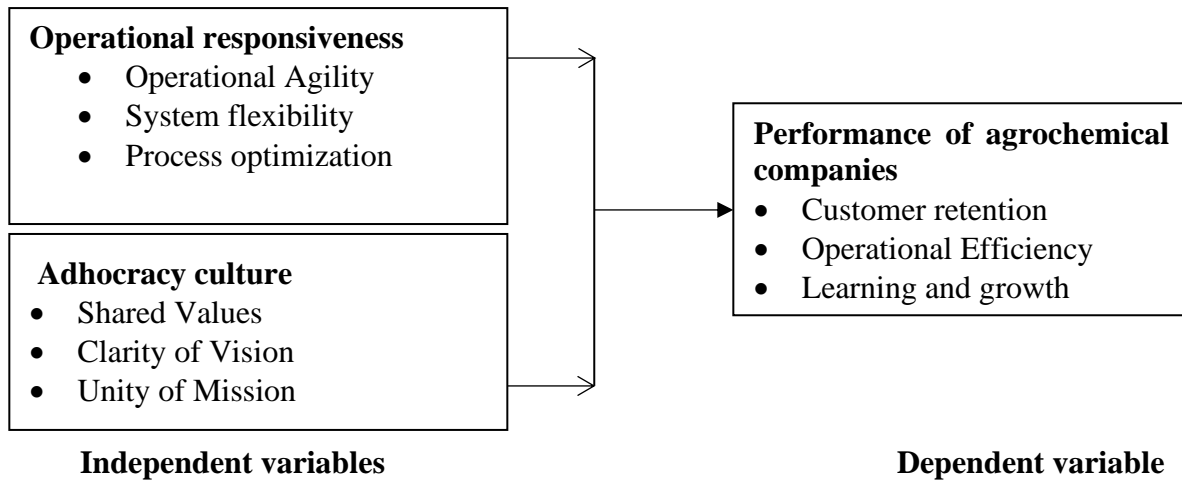 Operational responsiveness
• Operational Agility
• System flexibility
• Process optimization
Adhocracy culture
• Shared Values
• Clarity of Vision
• Unity of Mission
Performance of agrochemical
companies
• Customer retention
• Operational Efficiency
• Learning and growth
Independent variables
Dependent variable